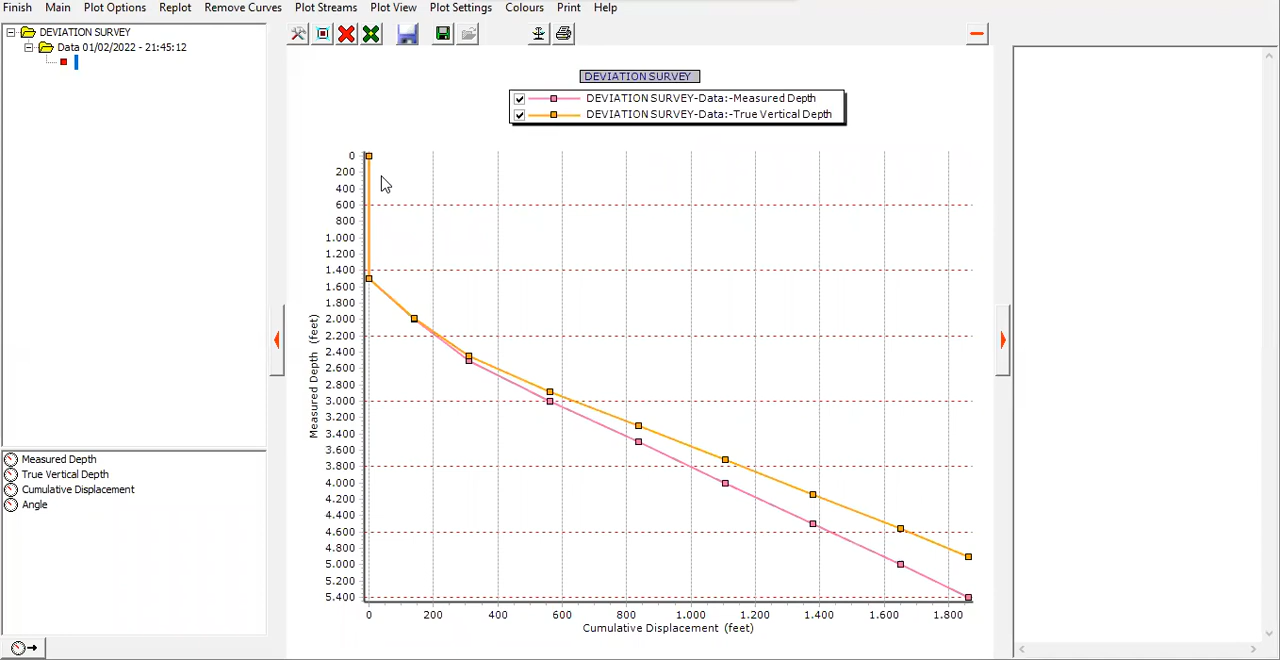 Finish Main Plot Options Replot Remove Curves Plot Streams Plot View Plot Settings Colours Print Help
DEVIATION SURVEY
Data 01/02/2022 - 21:45:12
Measured Depth
True Vertical Depth
Cumulative Displacement
Angle
DEVIATION SURVEY
DEVIATION SURVEY-Data:-Measured Depth
DEVIATION SURVEY-Data:-True Vertical Depth
Measured Depth (feet)
0
200
400
600
800
1.000
1.200
1.400
1.600
1.800
2.000
2.200
2.400
2.600
2.800
3.000
3.200
3.400
3.600
3.800
4.000
4.200
4.400
4.600
4.800
5.000
5.200
5.400
0 200 400 600 800 1.000 1.200 1.400 1.600 1.800
Cumulative Displacement (feet)